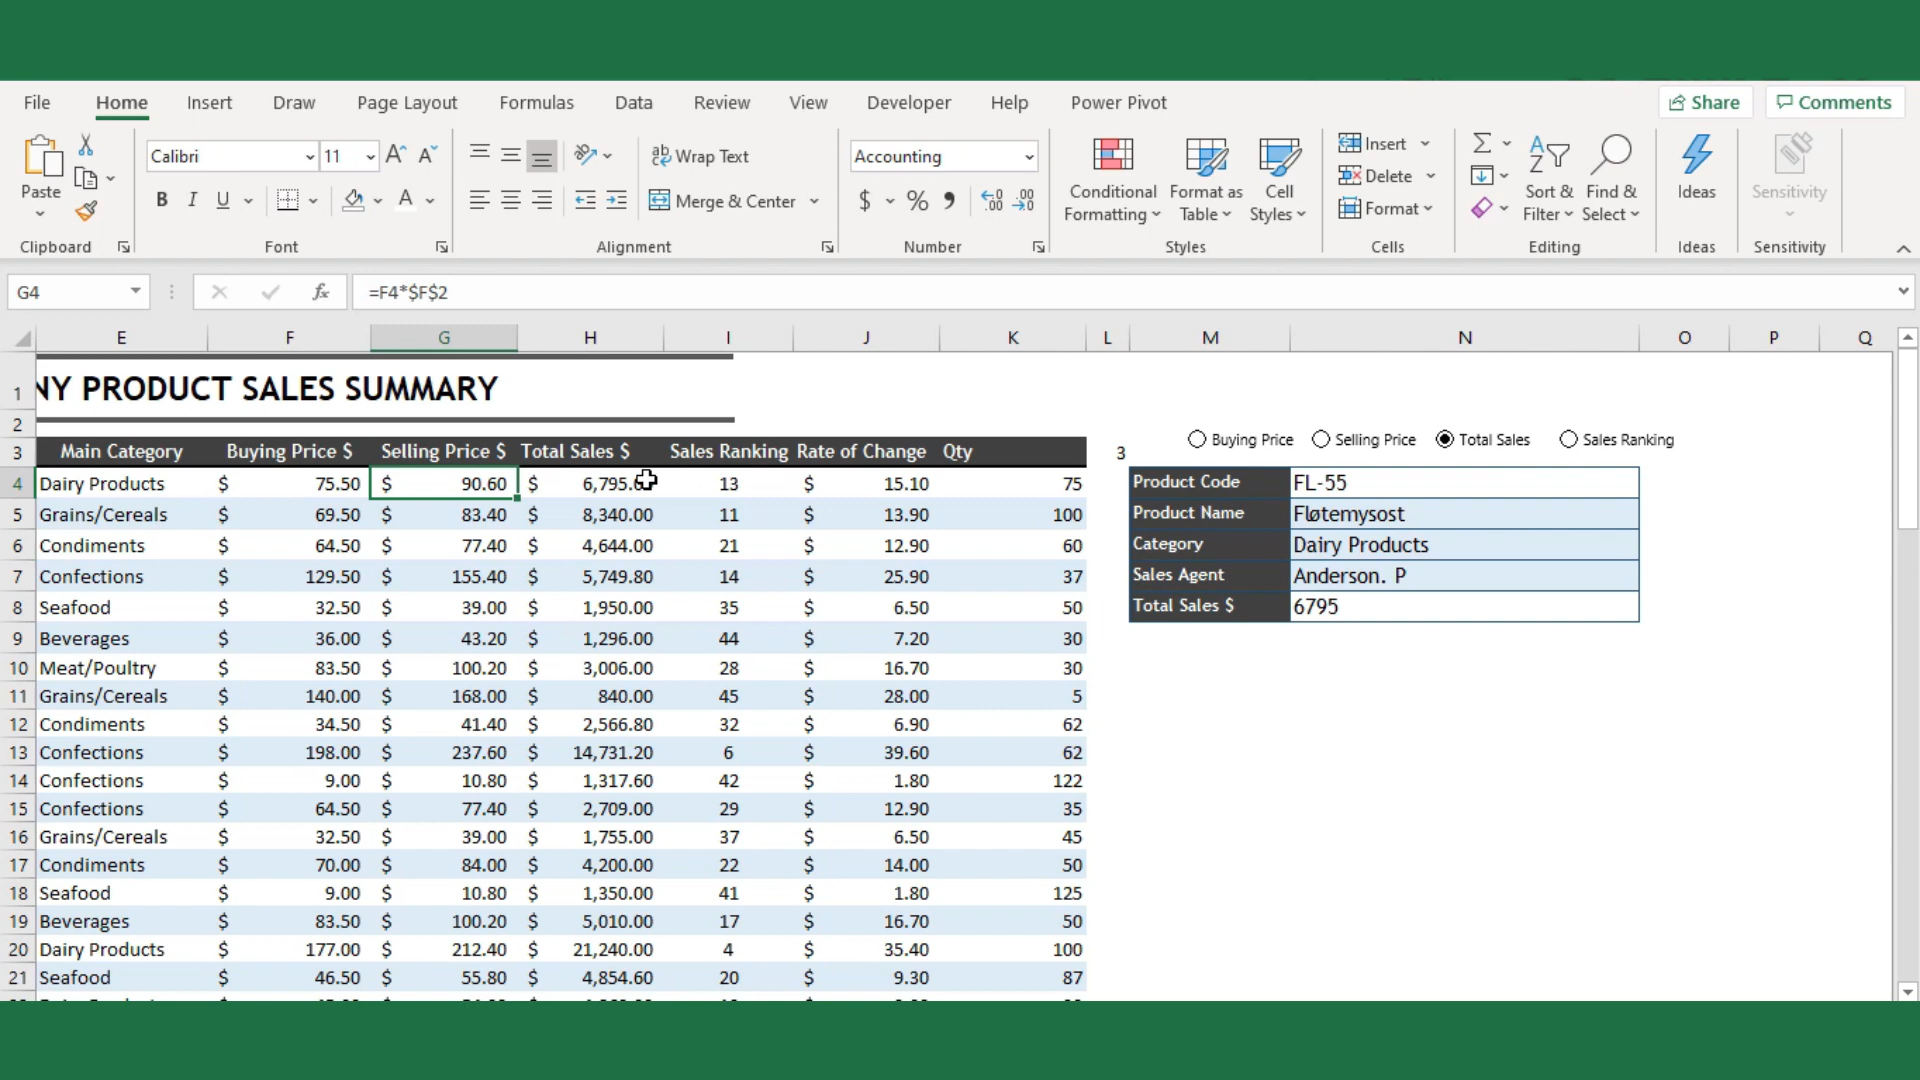 File Home Insert Draw Page Layout Formulas Data Review View Developer Help Power Pivot Share Comments
Calibri 11 Wrap Text Accounting Insert
Paste Conditional Format as Cell Delete Sort & Find & Ideas Sensitivity
B I U A Merge & Center $ % Formatting Table Styles Format Filter Select
Clipboard Font Alignment Number Styles Cells Editing Ideas Sensitivity
G4 fx =F4*$F$2
E F G H I J K L M N O P Q
1 NY PRODUCT SALES SUMMARY
2
Buying Price Selling Price Total Sales Sales Ranking
3 Main Category Buying Price $ Selling Price $ Total Sales $ Sales Ranking Rate of Change Qty 3
4 Dairy Products $ 75.50 $ 90.60 $ 13 $ 15.10 75 Product Code FL-55
5 Grains/Cereals $ 69.50 $ 83.40 $ 8,340.00 11 $ 13.90 100 Product Name Fløtemysost
6 Condiments $ 64.50 $ 77.40 $ 4,644.00 21 $ 12.90 60 Category Dairy Products
7 Confections $ 129.50 $ 155.40 $ 5,749.80 14 $ 25.90 37 Sales Agent Anderson. P
8 Seafood $ 32.50 $ 39.00 $ 1,950.00 35 $ 6.50 50 Total Sales $ 6795
9 Beverages $ 36.00 $ 43.20 $ 1,296.00 44 $ 7.20 30
10 Meat/Poultry $ 83.50 $ 100.20 $ 3,006.00 28 $ 16.70 30
11 Grains/Cereals $ 140.00 $ 168.00 $ 840.00 45 $ 28.00 5
12 Condiments $ 34.50 $ 41.40 $ 2,566.80 32 $ 6.90 62
13 Confections $ 198.00 $ 237.60 $ 14,731.20 6 $ 39.60 62
14 Confections $ 9.00 $ 10.80 $ 1,317.60 42 $ 1.80 122
15 Confections $ 64.50 $ 77.40 $ 2,709.00 29 $ 12.90 35
16 Grains/Cereals $ 32.50 $ 39.00 $ 1,755.00 37 $ 6.50 45
17 Condiments $ 70.00 $ 84.00 $ 4,200.00 22 $ 14.00 50
18 Seafood $ 9.00 $ 10.80 $ 1,350.00 41 $ 1.80 125
19 Beverages $ 83.50 $ 100.20 $ 5,010.00 17 $ 16.70 50
20 Dairy Products $ 177.00 $ 212.40 $ 21,240.00 4 $ 35.40 100
21 Seafood $ 46.50 $ 55.80 $ 4,854.60 20 $ 9.30 87